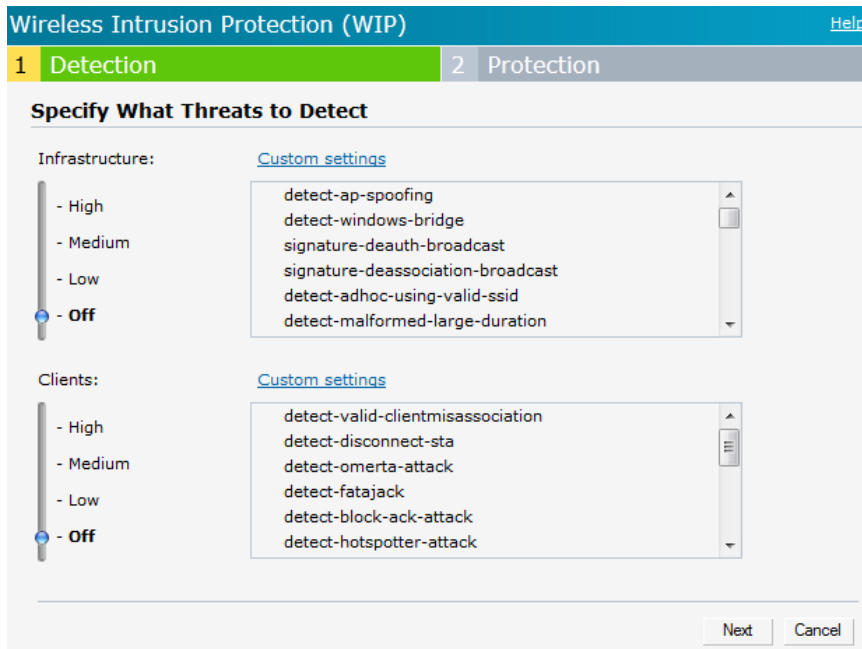 Wireless Intrusion Protection (WIP)
Help
1 Detection
2 Protection
Specify What Threats to Detect
Infrastructure:
Custom settings
- High
- Medium
- Low
- Off
detect-ap-spoofing
detect-windows-bridge
signature-deauth-broadcast
signature-deassociation-broadcast
detect-adhoc-using-valid-ssid
detect-malformed-large-duration
Clients:
Custom settings
- High
- Medium
- Low
- Off
detect-valid-clientmisassociation
detect-disconnect-sta
detect-omerta-attack
detect-fatajack
detect-block-ack-attack
detect-hotspotter-attack
Next
Cancel